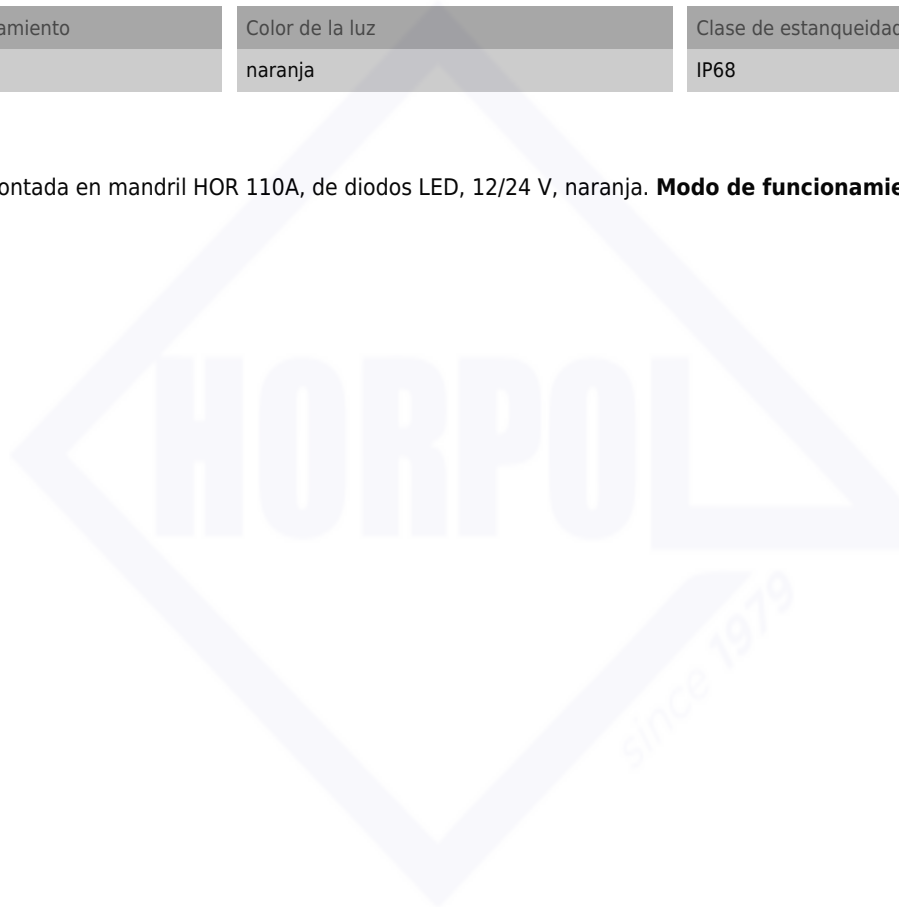 amiento Color de la luz Clase de estanqueidad
naranja IP68
ontada en mandril HOR 110A, de diodos LED, 12/24 V, naranja. Modo de funcionamie
HORPOL
since 1979